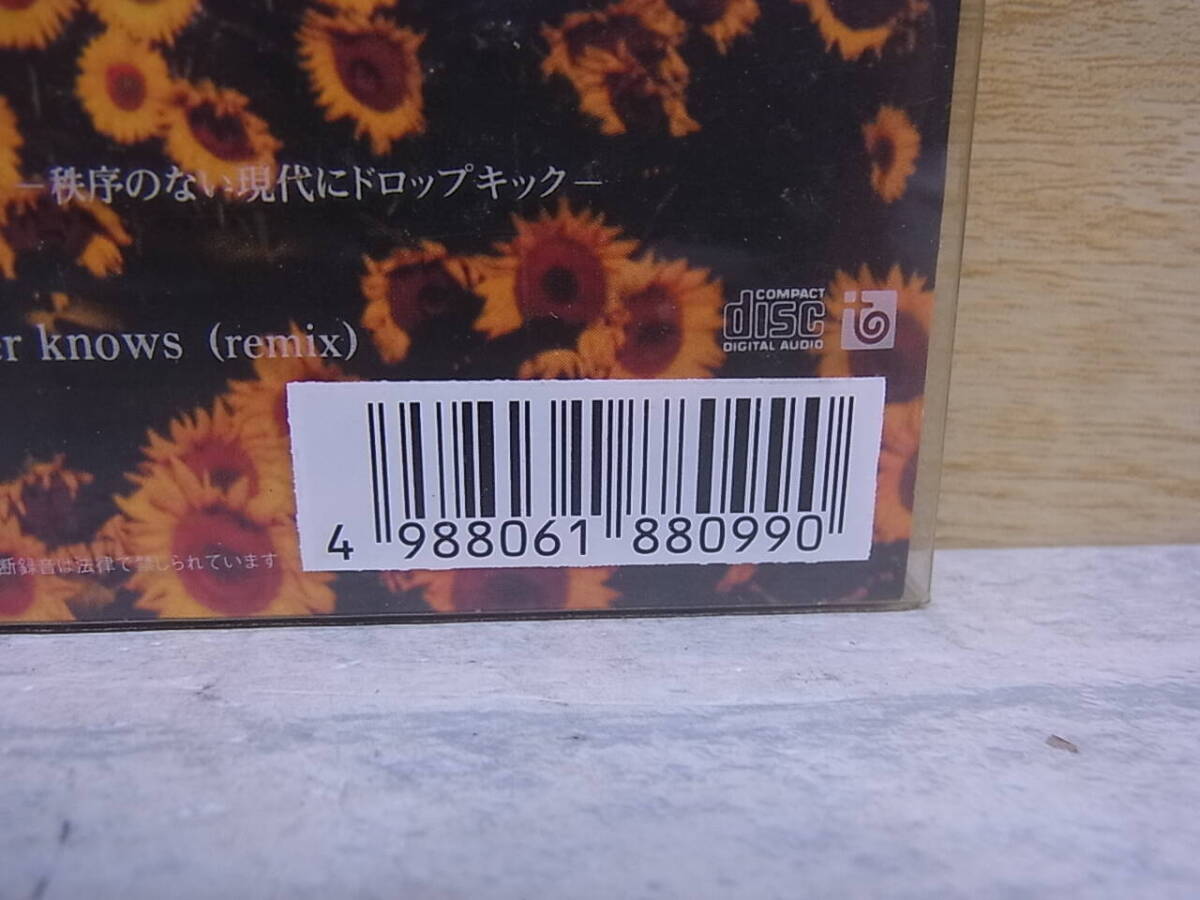 －秩序のない現代にドロップキック－
COMPACT
disc
DIGITAL AUDIO
knows (remix)
4 988061 880990
断録音は法律で禁じられています